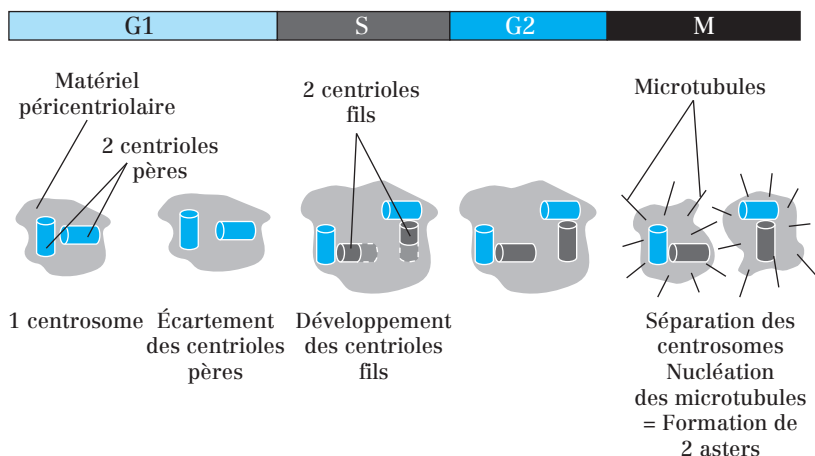 G1 S G2 M
Matériel
péricentriolaire
2 centrioles
pères
2 centrioles
fils
Microtubules
1 centrosome
Écartement
des centrioles
pères
Développement
des centrioles
fils
Séparation des
centrosomes
Nucléation
des microtubules
= Formation de
2 asters